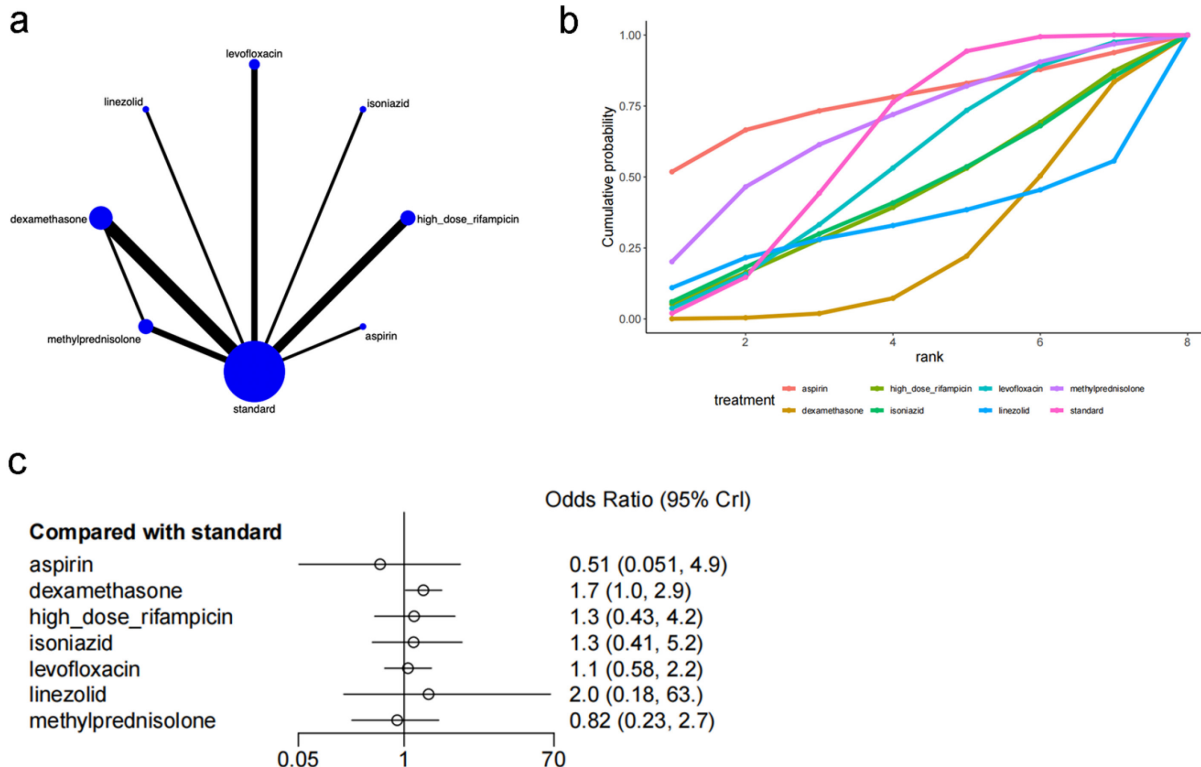 a
levofloxacin
linezolid
isoniazid
dexamethasone
high_dose_rifampicin
methylprednisolone
aspirin
standard
b
Cumulative probability
1.00
0.75
0.50
0.25
0.00
2
4
6
8
rank
treatment
aspirin
high_dose_rifampicin
levofloxacin
methylprednisolone
dexamethasone
isoniazid
linezolid
standard
c
Odds Ratio (95% CrI)
Compared with standard
aspirin 0.51 (0.051, 4.9)
dexamethasone 1.7 (1.0, 2.9)
high_dose_rifampicin 1.3 (0.43, 4.2)
isoniazid 1.3 (0.41, 5.2)
levofloxacin 1.1 (0.58, 2.2)
linezolid 2.0 (0.18, 63.)
methylprednisolone 0.82 (0.23, 2.7)
0.05 1 70